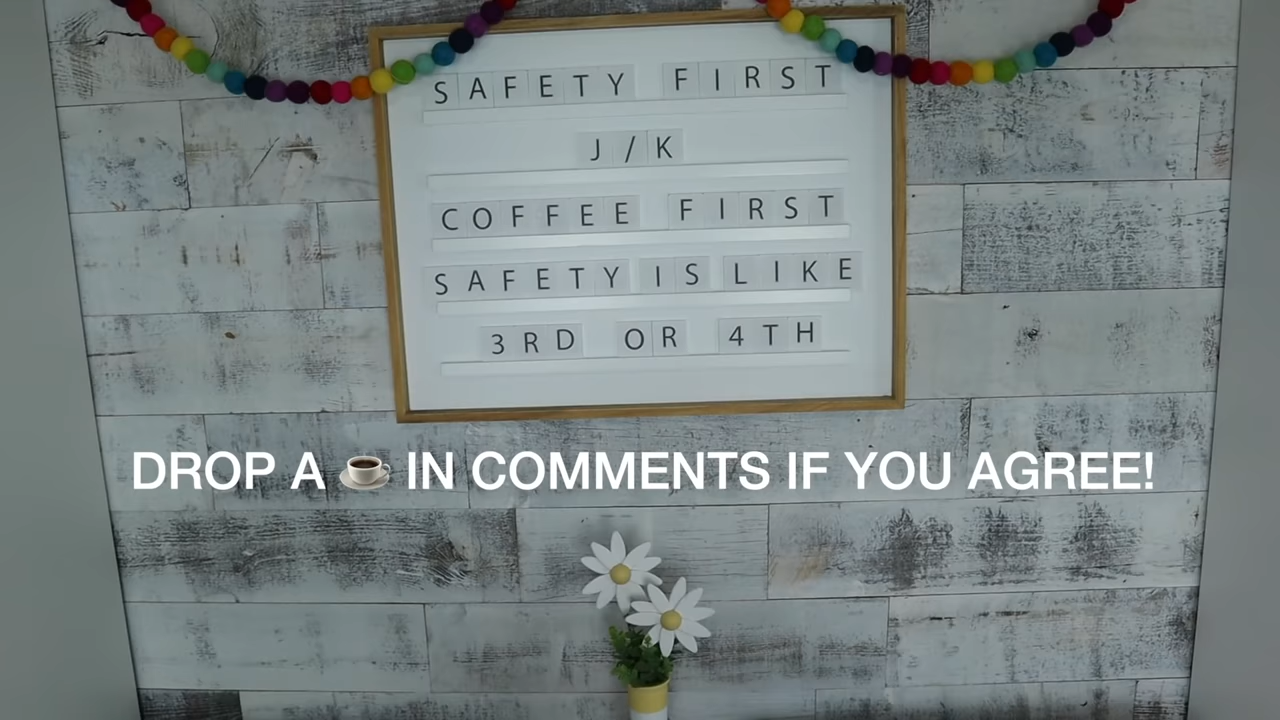 SAFETY FIRST
J/K
COFFEE FIRST
SAFETY IS LIKE
3RD OR 4TH
DROP A ☕ IN COMMENTS IF YOU AGREE!